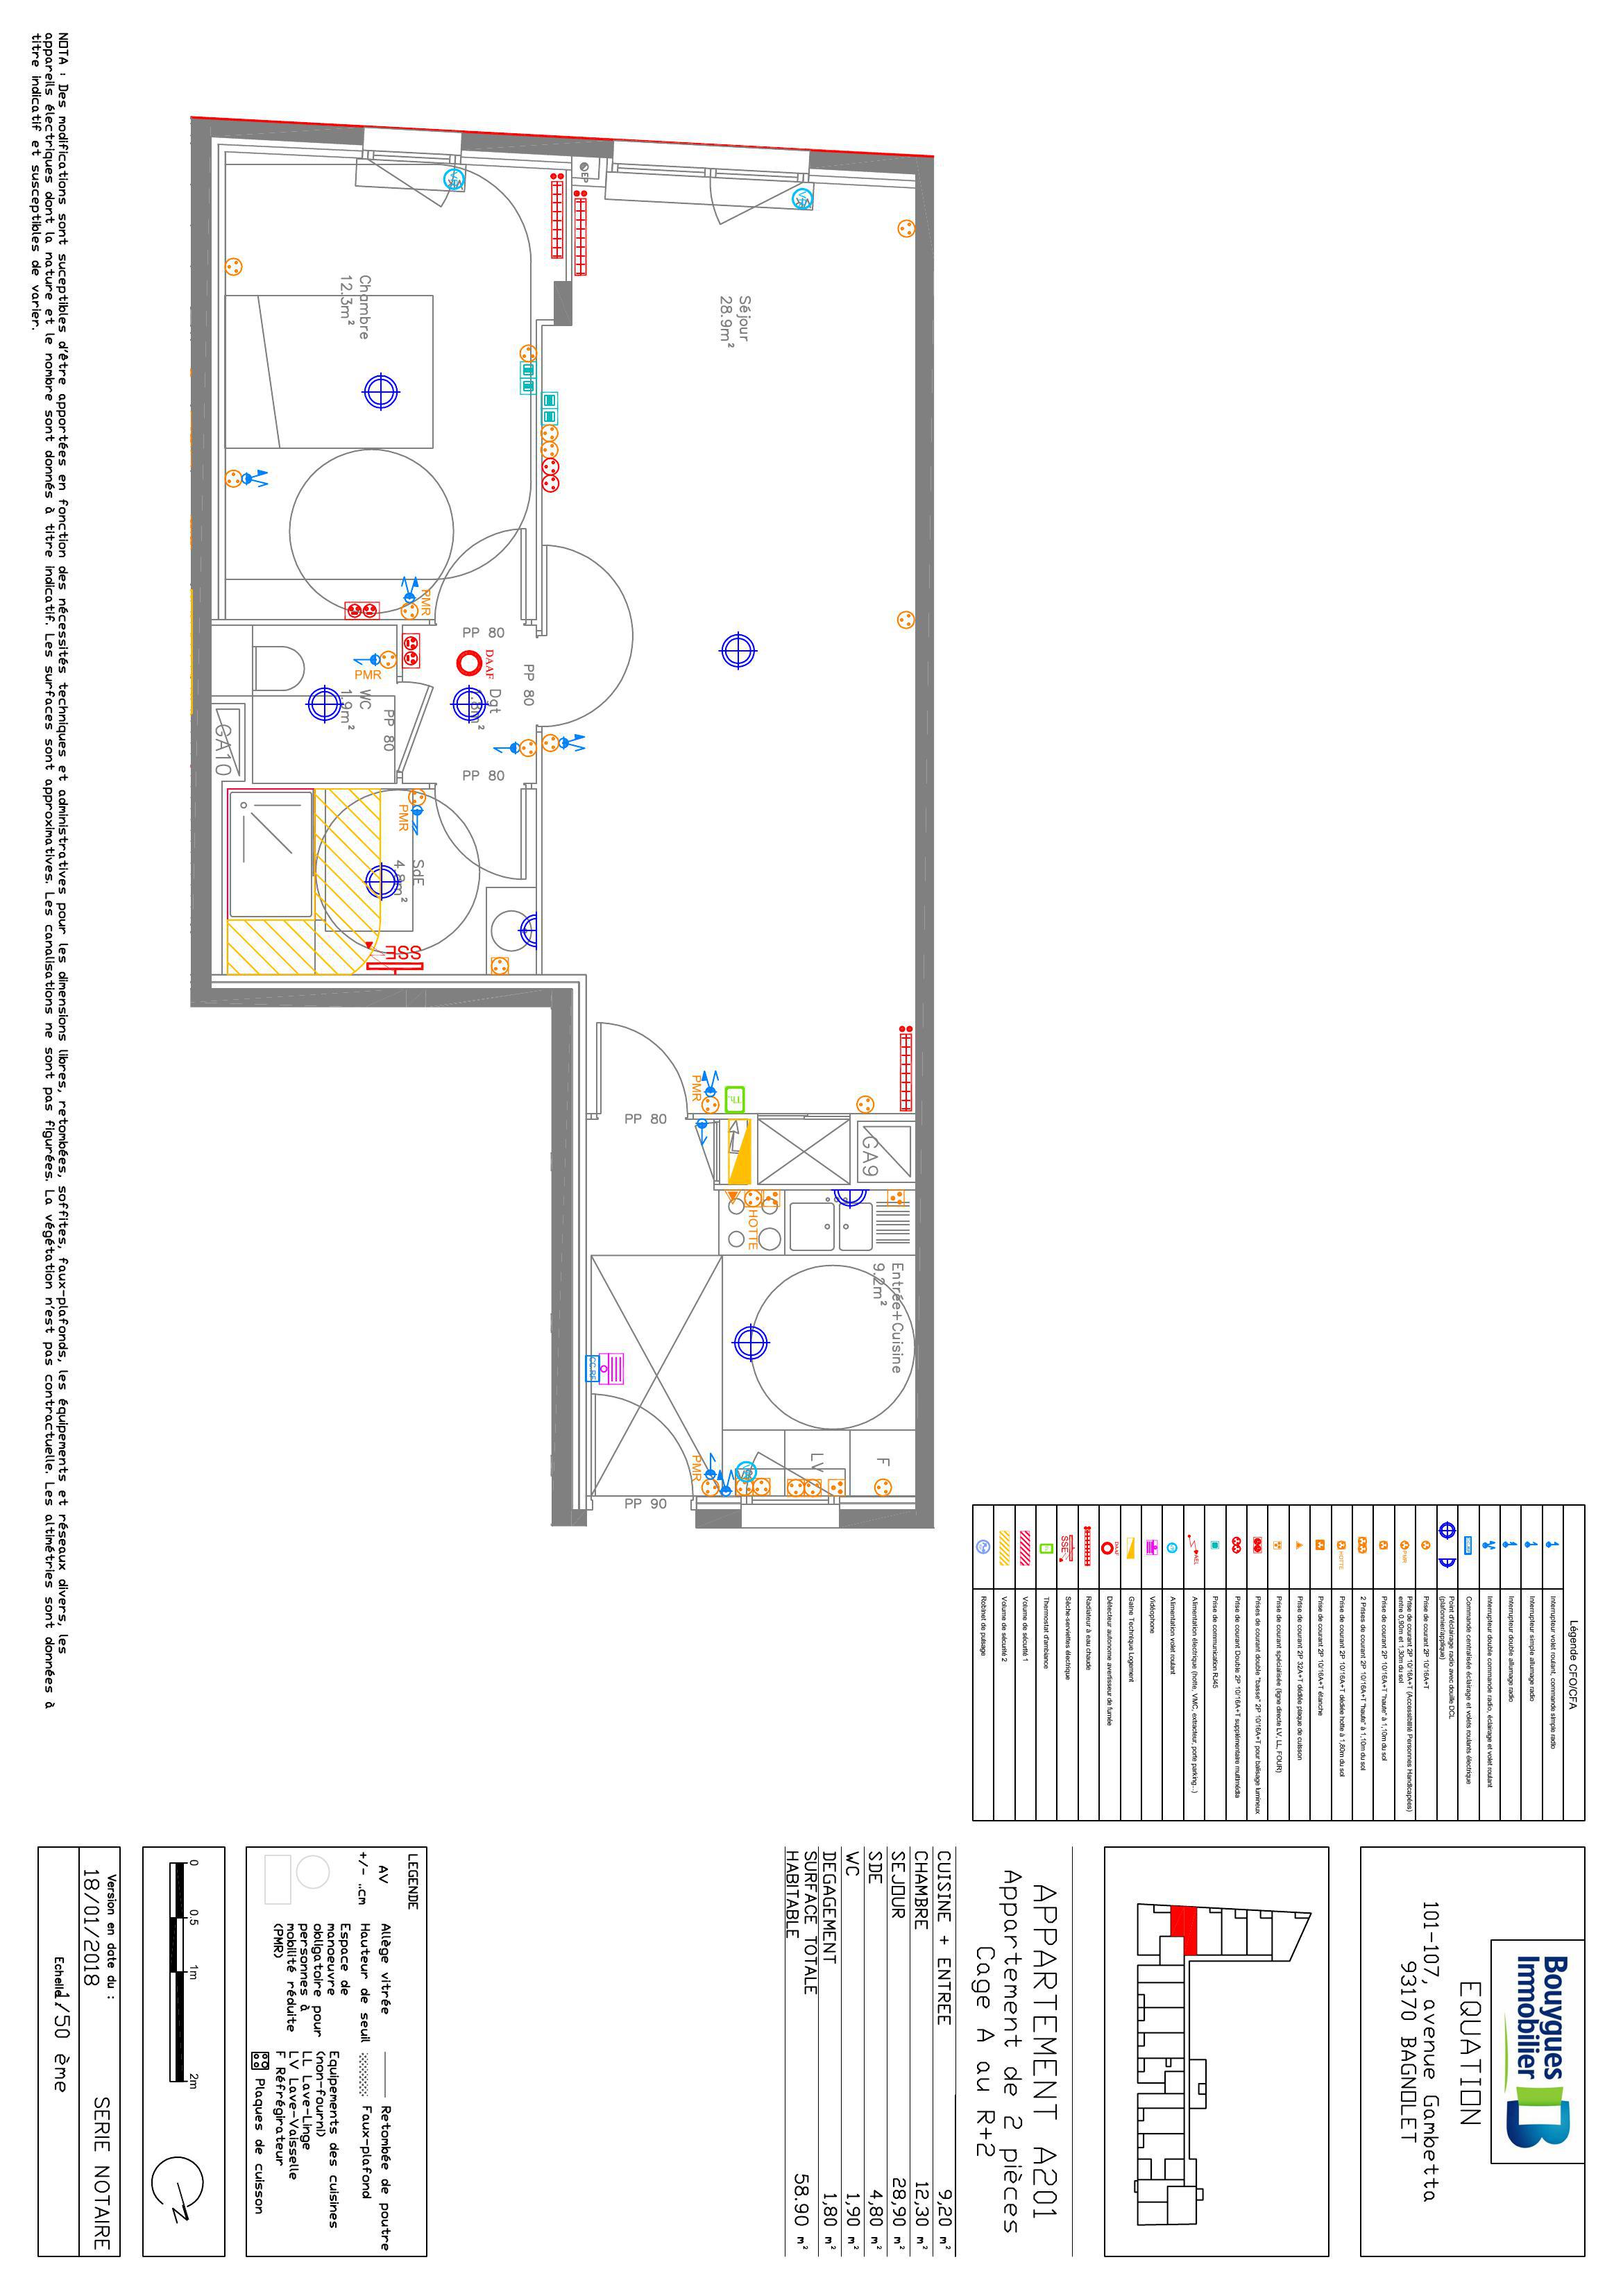 Bouygues
Immobilier
EQUATION
101-107, avenue Gambetta
93170 BAGNOLET
APPARTEMENT A201
Appartement de 2 pièces
Cage A au R+2
CUISINE + ENTREE 9,20 m²
CHAMBRE 12,30 m²
SEJOUR 28,90 m²
SDE 4,80 m²
WC 1,90 m²
DEGAGEMENT 1,80 m²
SURFACE TOTALE
HABITABLE 58.90 m²
LEGENDE
AV Allège vitrée
+/- ..cm Hauteur de seuil
Espace de
manoeuvre
obligatoire pour
personnes à
mobilité réduite
(PMR)
Retombée de poutre
Faux-plafond
Equipements des cuisines
(non-fourni)
LL Lave-Linge
LV Lave-Vaisselle
F Réfrigérateur
Plaques de cuisson
0 0.5 1m 2m
N
Version en date du :
18/01/2018
SERIE NOTAIRE
Echelle 1/50 ème
Légende CFO/CFA
Interrupteur volet roulant, commande simple radio
Interrupteur simple allumage radio
Interrupteur double allumage radio
Interrupteur double commande radio, éclairage et volet roulant
Commande centralisée éclairage et volets roulants électrique
Point d'éclairage radio avec douille DCL
(plafonnier/applique)
Prise de courant 2P 10/16A+T
PMR Prise de courant 2P 10/16A+T (Accessibilité Personnes Handicapées)
entre 0,90m et 1,30m du sol
Prise de courant 2P 10/16A+T "haute" à 1,10m du sol
2 Prises de courant 2P 10/16A+T "haute" à 1,10m du sol
HOTTE Prise de courant 2P 10/16A+T dédiée hotte à 1,80m du sol
Prise de courant 2P 10/16A+T étanche
Prise de courant 2P 32A+T dédiée plaque de cuisson
Prise de courant spécialisée (ligne directe LV, LL, FOUR)
Prises de courant double "basse" 2P 10/16A+T pour balisage lumineux
Prise de courant Double 2P 10/16A+T supplémentaire multimédia
Prise de communication RJ45
Alimentation électrique (hotte, VMC, extracteur, porte parking...)
Alimentation volet roulant
Vidéophone
Gaine Technique Logement
DAAF Détecteur autonome avertisseur de fumée
Radiateur à eau chaude
SSE Sèche-serviettes électrique
Thermostat d'ambiance
Volume de sécurité 1
Volume de sécurité 2
Robinet de puisage
EP
VR
VR
Séjour
28.9m²
Chambre
12.3m²
PMR
PP 80
DAAF
PP 80
PMR
WC
1.9m²
Dgt
PP 80
GA10
PP 80
PMR
SdE
SSE
PMR
PP 80
GA9
HOTTE
Entrée+Cuisine
9.2m²
PMR
VR
LV
F
PP 90
NOTA : Des modifications sont suceptibles d'être apportées en fonction des nécessités techniques et administratives pour les dimensions libres, retombées, soffites, faux-plafonds, les équipements et réseaux divers, les
appareils électriques dont la nature et le nombre sont donnés à titre indicatif. Les surfaces sont approximatives. Les canalisations ne sont pas figurées. La végétation n'est pas contractuelle. Les altimétries sont données à
titre indicatif et susceptibles de varier.